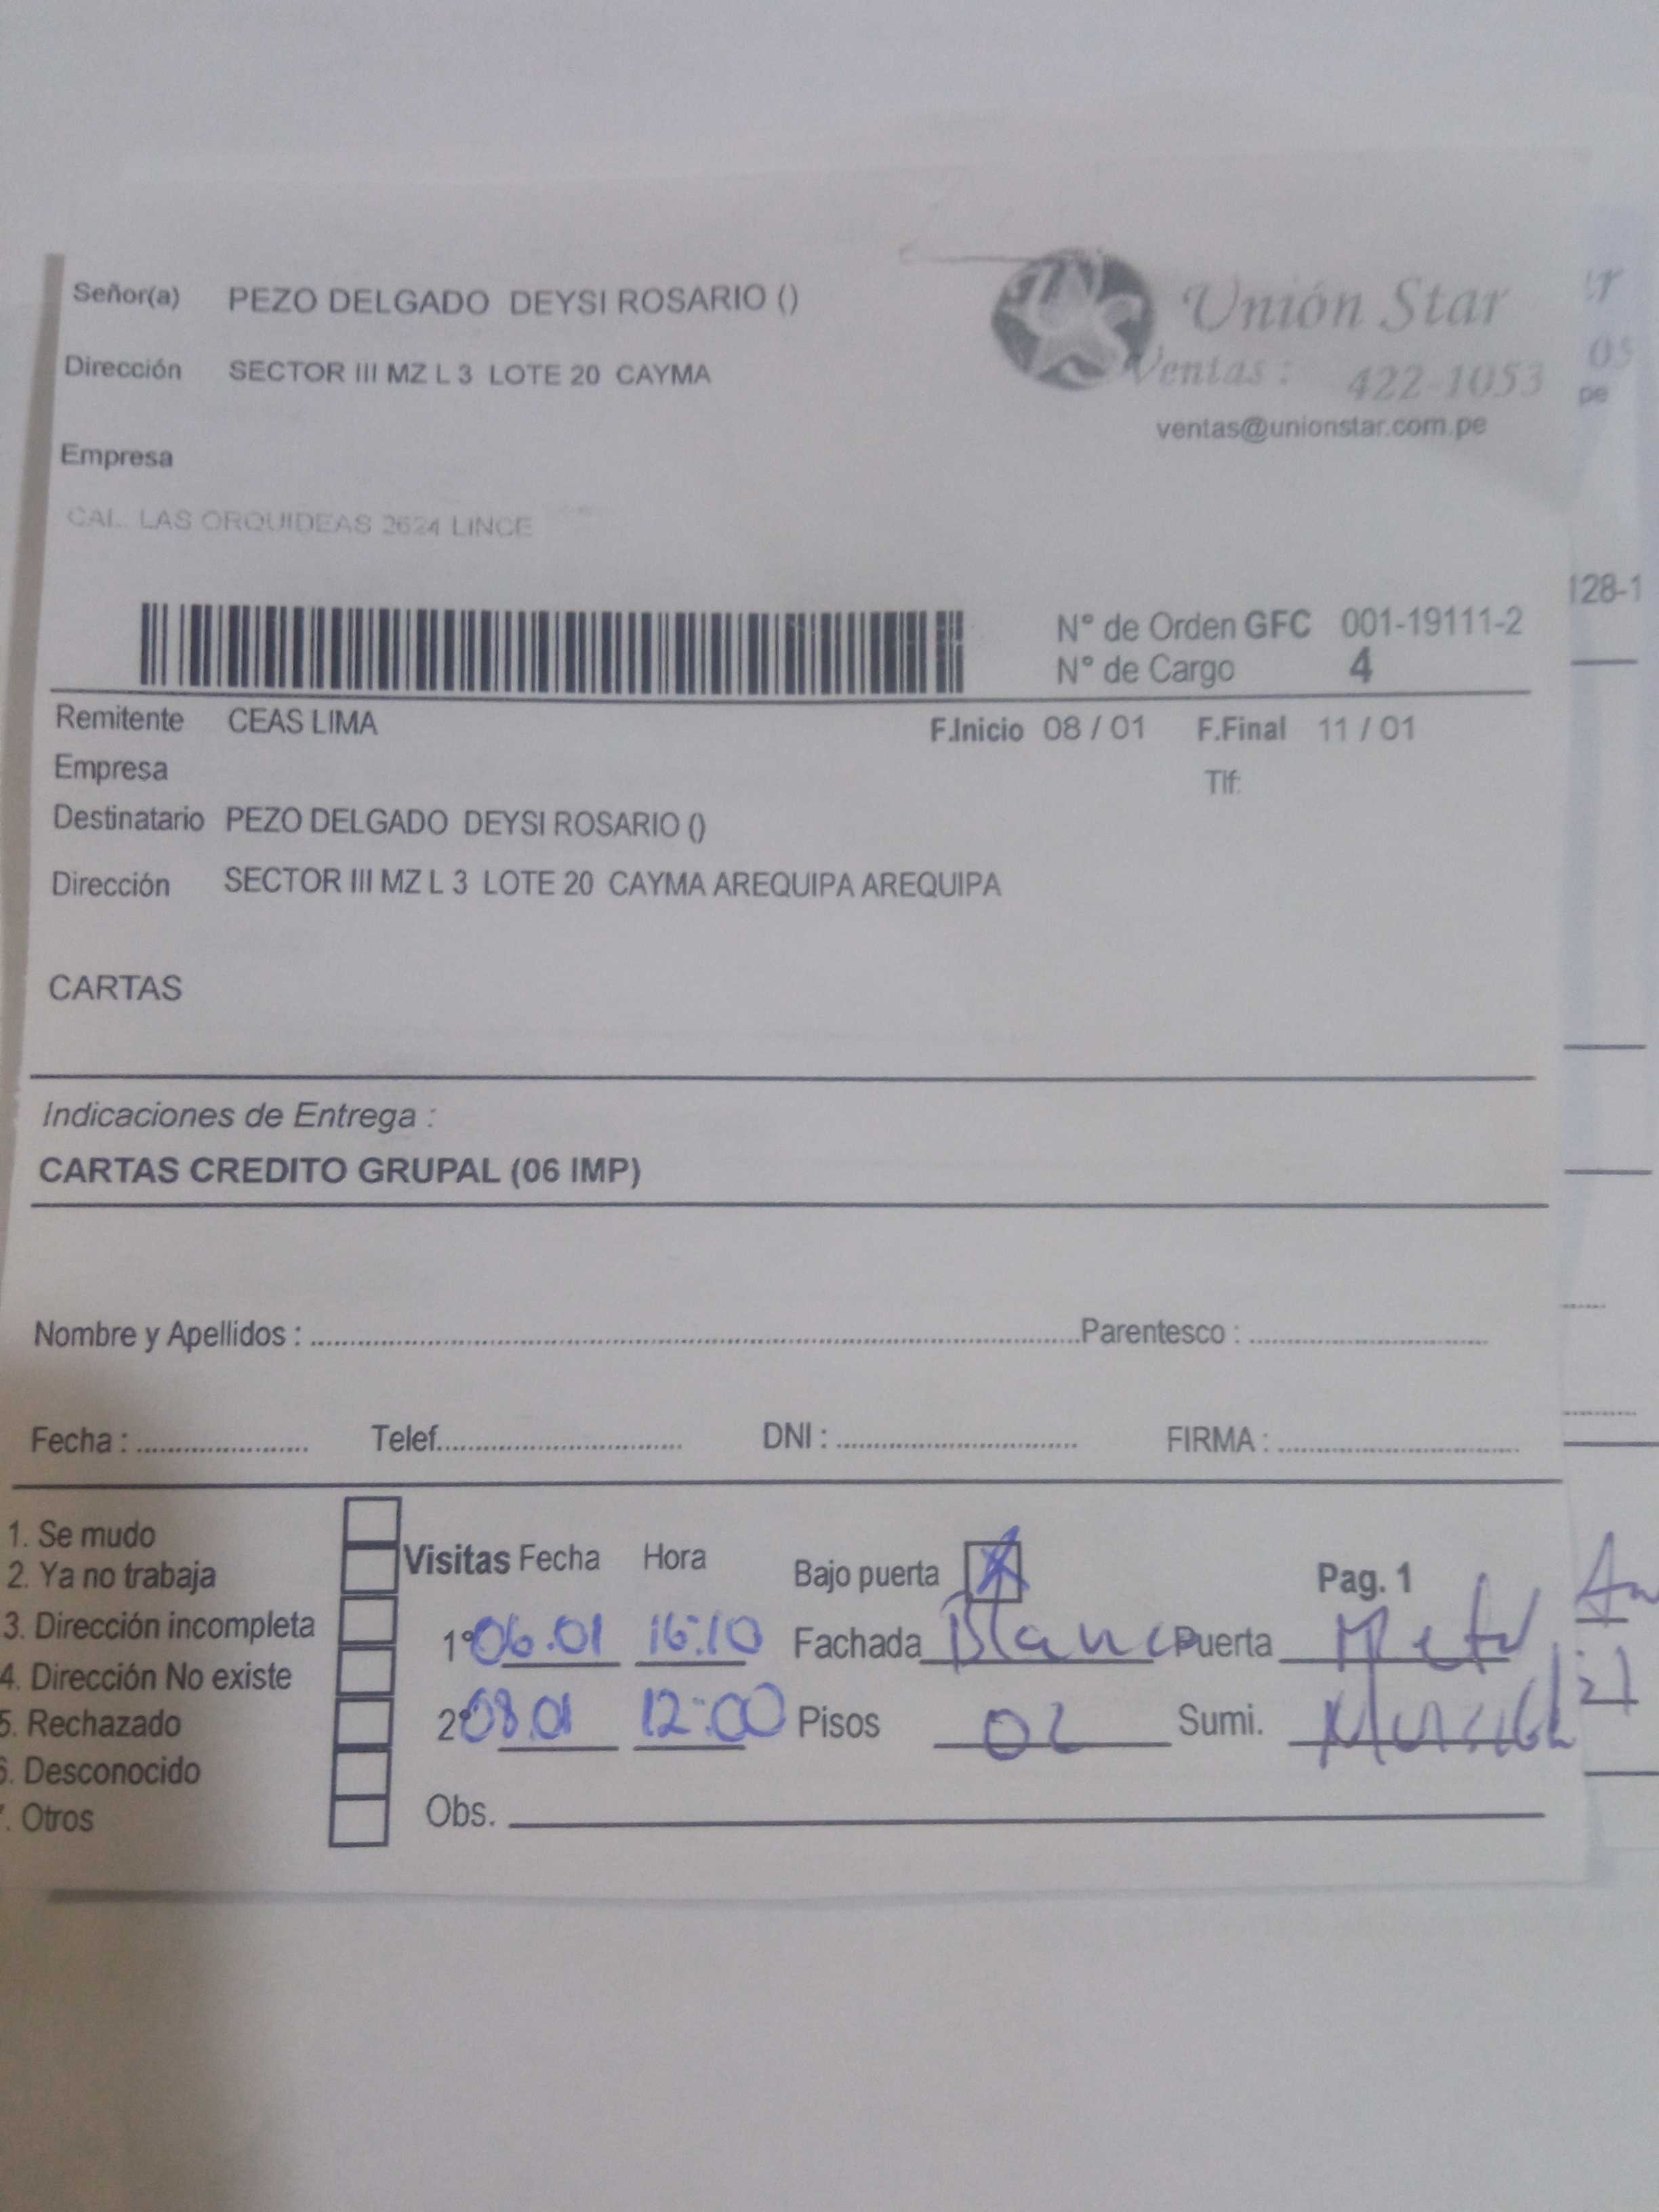 Señor(a) PEZO DELGADO DEYSI ROSARIO ()
Unión Star
Dirección SECTOR III MZ L 3 LOTE 20 CAYMA
Ventas : 422-1053
ventas@unionstar.com.pe
Empresa
CAL. LAS ORQUIDEAS 2624 LINCE
128-1
N° de Orden GFC 001-19111-2
N° de Cargo 4
Remitente CEAS LIMA F.Inicio 08 / 01 F.Final 11 / 01
Empresa Tlf:
Destinatario PEZO DELGADO DEYSI ROSARIO ()
Dirección SECTOR III MZ L 3 LOTE 20 CAYMA AREQUIPA AREQUIPA
CARTAS
Indicaciones de Entrega :
CARTAS CREDITO GRUPAL (06 IMP)
Nombre y Apellidos : Parentesco :
Fecha : Telef. DNI : FIRMA :
1. Se mudo
2. Ya no trabaja
3. Dirección incompleta
4. Dirección No existe
5. Rechazado
6. Desconocido
. Otros
Visitas Fecha Hora Bajo puerta X Pag. 1
1º 06.01 16:10 Fachada Blanco Puerta Metal
2º 08.01 12:00 Pisos 02 Sumi.
Obs.